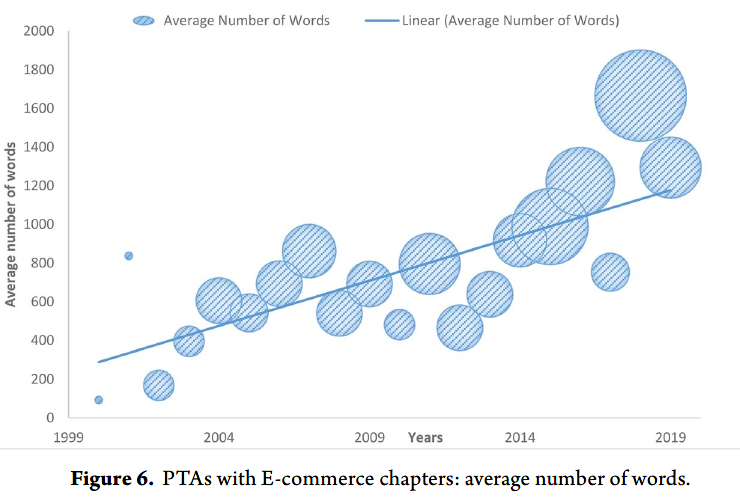 Average Number of Words Linear (Average Number of Words)
2000
1800
1600
1400
1200
1000
800
600
400
200
0
Average number of words
1999 2004 2009 Years 2014 2019
Figure 6. PTAs with E-commerce chapters: average number of words.